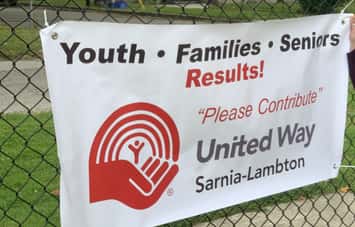 Youth • Families • Seniors
Results!
"Please Contribute"
United Way
Sarnia-Lambton
®